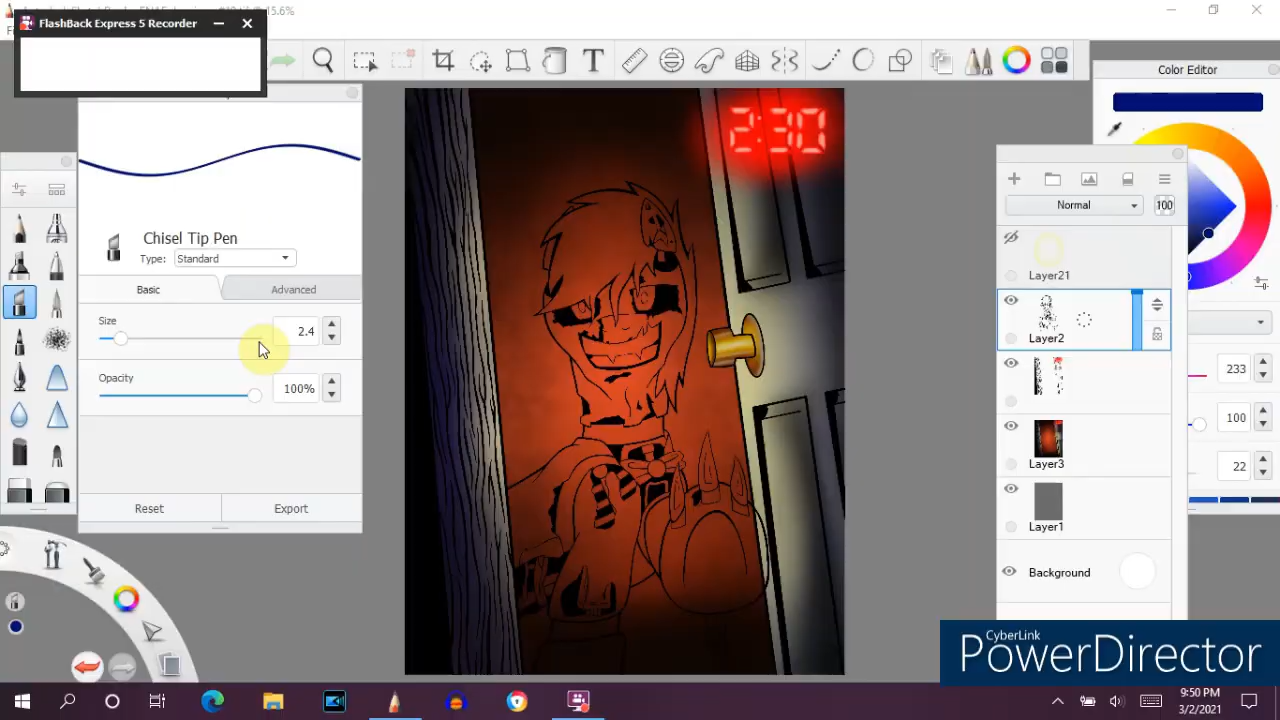 FlashBack Express 5 Recorder
15.6%
T
2:30
Color Editor
Chisel Tip Pen
Type: Standard
Basic
Advanced
Size
2.4
Opacity
100%
Reset
Export
Normal
100
Layer21
Layer2
Layer3
Layer1
Background
233
100
22
CyberLink
PowerDirector
9:50 PM
3/2/2021